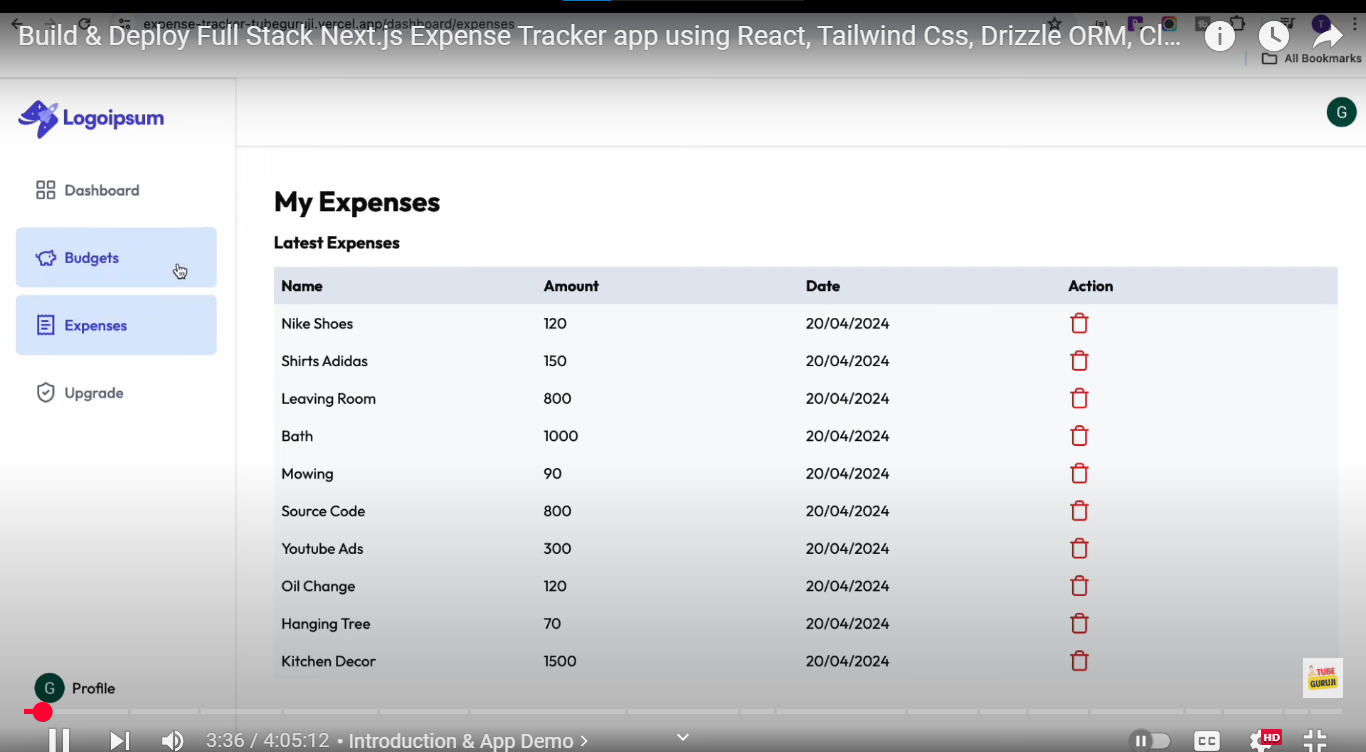 expense-tracker-tubeguruji.vercel.app/dashboard/expenses
Build & Deploy Full Stack Next.js Expense Tracker app using React, Tailwind Css, Drizzle ORM, Cl...
All Bookmarks
Logoipsum
G
Dashboard
My Expenses
Budgets
Latest Expenses
Name Amount Date Action
Expenses
Nike Shoes 120 20/04/2024
Shirts Adidas 150 20/04/2024
Upgrade
Leaving Room 800 20/04/2024
Bath 1000 20/04/2024
Mowing 90 20/04/2024
Source Code 800 20/04/2024
Youtube Ads 300 20/04/2024
Oil Change 120 20/04/2024
Hanging Tree 70 20/04/2024
Kitchen Decor 1500 20/04/2024
G Profile
TUBE
GURUJI
3:36 / 4:05:12 • Introduction & App Demo > CC HD